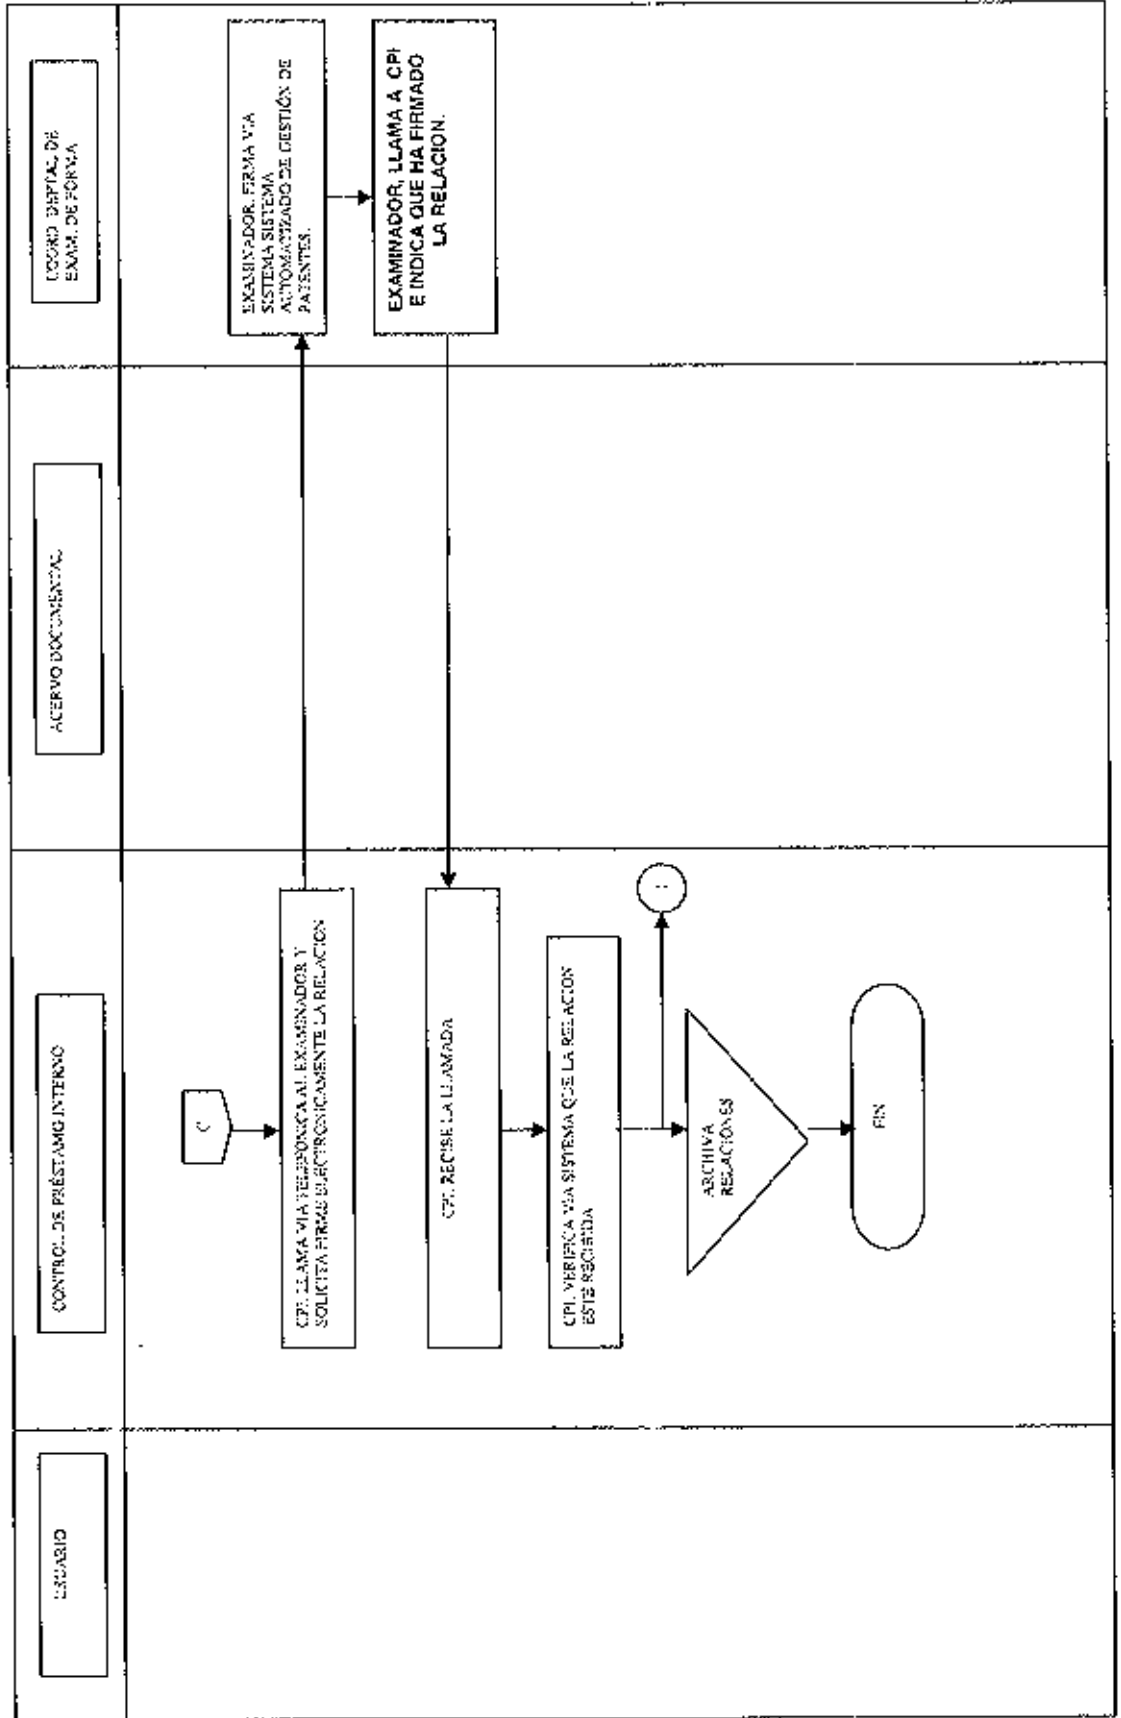 USUARIO
CONTROL DE PRÉSTAMO INTERNO
ACERVO DOCUMENTAL
COORD. DEPTAL DE
EXAM. DE FORMA
C
CPI. LLAMA VIA TELEFÓNICA AL EXAMINADOR Y
SOLICITA FIRME ELECTRONICAMENTE LA RELACION
EXAMINADOR, FIRMA VIA
SISTEMA SISTEMA
AUTOMATIZADO DE GESTIÓN DE
PATENTES.
EXAMINADOR, LLAMA A CPI
E INDICA QUE HA FIRMADO
LA RELACION.
CPI. RECIBE LA LLAMADA
CPI. VERIFICA VIA SISTEMA QUE LA RELACION
ESTE RECIBIDA
ARCHIVA
RELACIONES
FIN